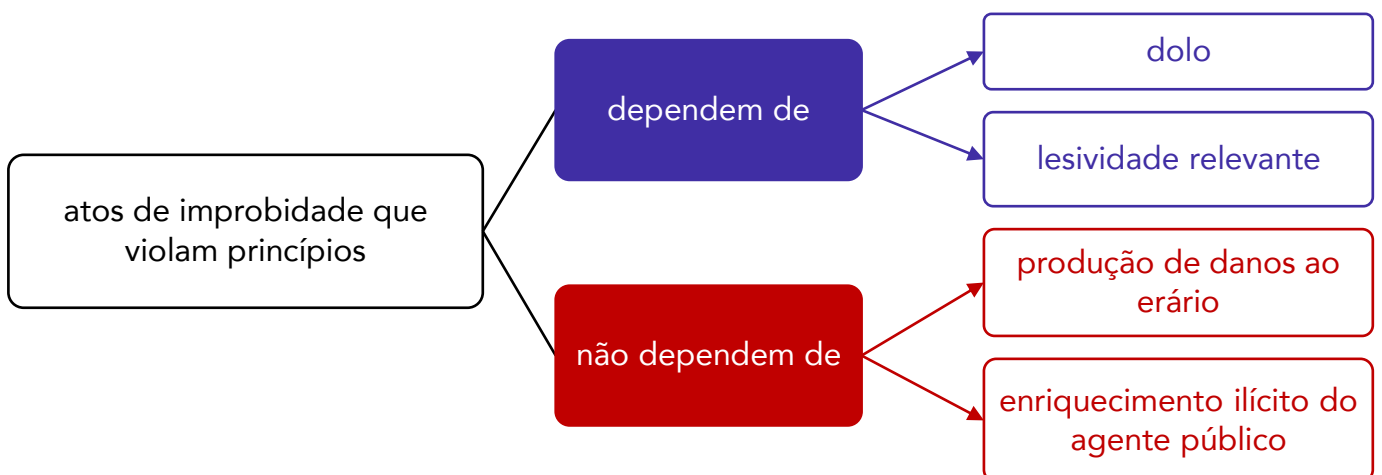 atos de improbidade que
violam princípios
dependem de
dolo
lesividade relevante
não dependem de
produção de danos ao
erário
enriquecimento ilícito do
agente público